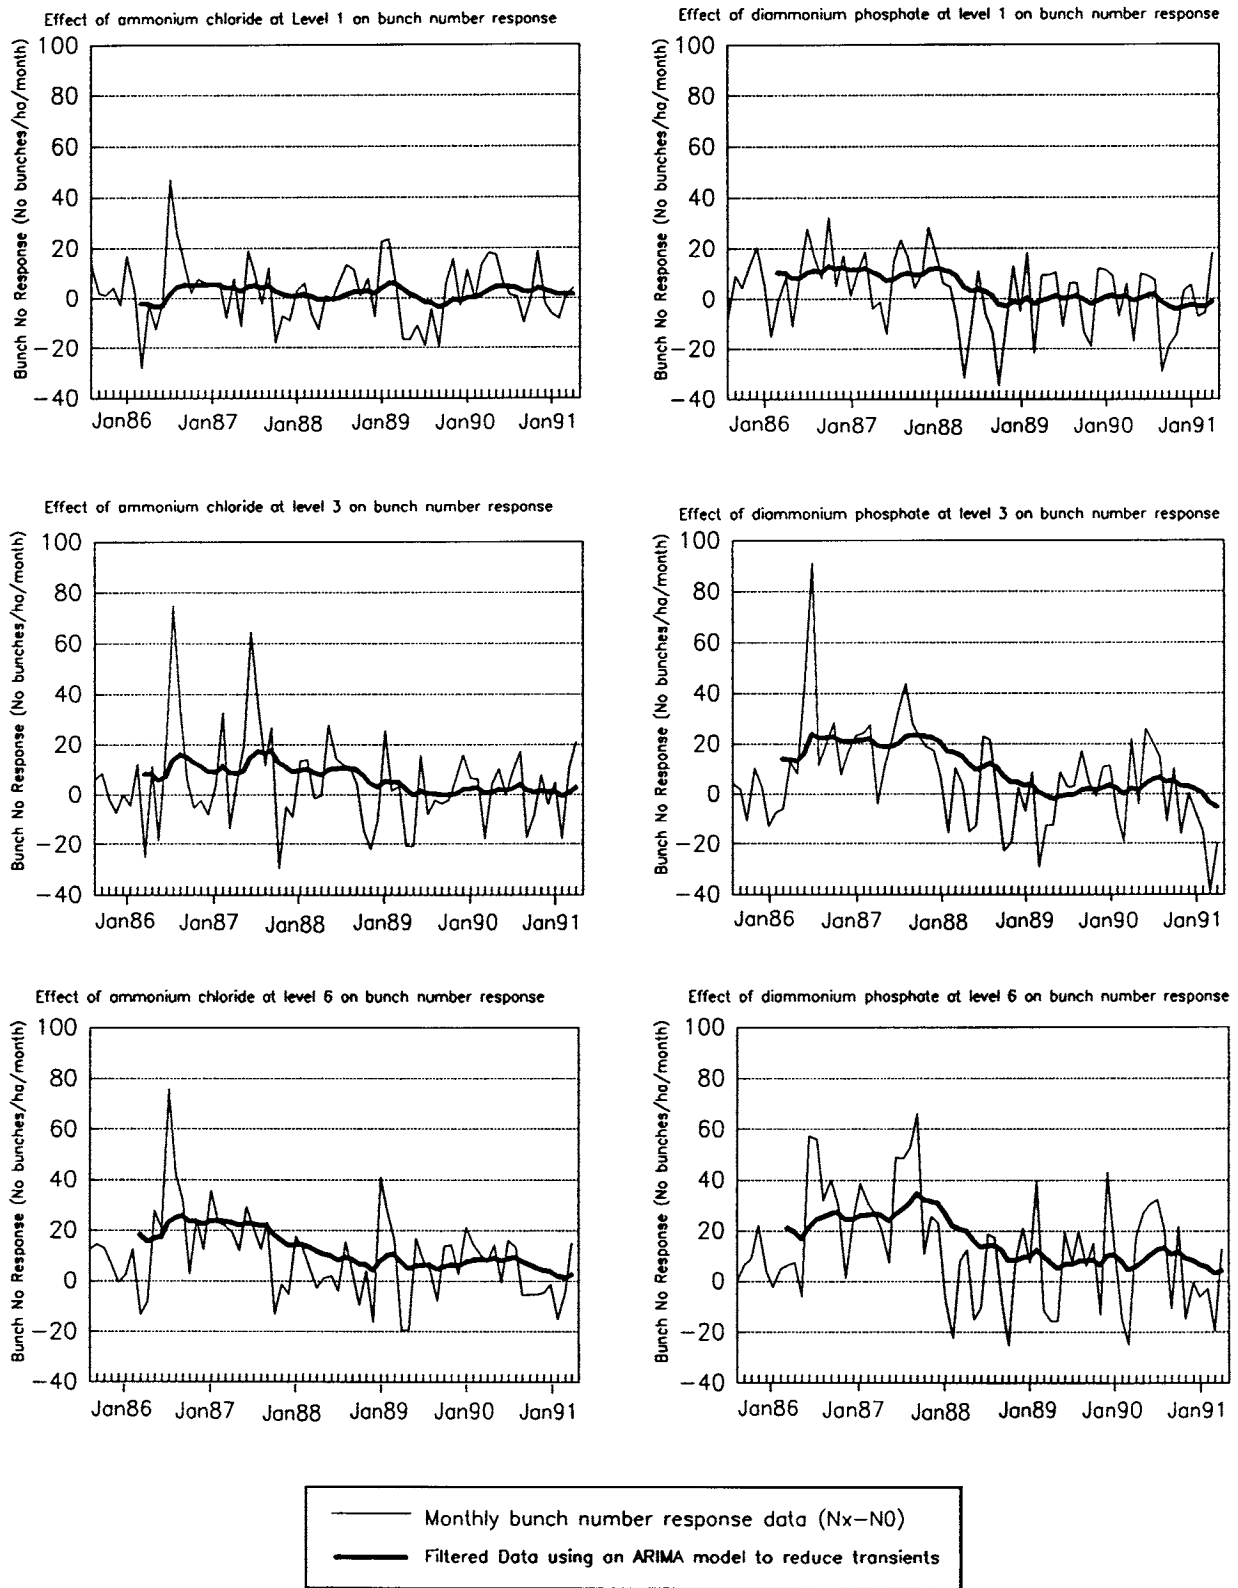 Effect of ammonium chloride at Level 1 on bunch number response
Bunch No Response (No bunches/ha/month)
100
80
60
40
20
0
−20
−40
Jan86 Jan87 Jan88 Jan89 Jan90 Jan91
Effect of diammonium phosphate at level 1 on bunch number response
Bunch No Response (No bunches/ha/month)
100
80
60
40
20
0
−20
−40
Jan86 Jan87 Jan88 Jan89 Jan90 Jan91
Effect of ammonium chloride at level 3 on bunch number response
Bunch No Response (No bunches/ha/month)
100
80
60
40
20
0
−20
−40
Jan86 Jan87 Jan88 Jan89 Jan90 Jan91
Effect of diammonium phosphate at level 3 on bunch number response
Bunch No Response (No bunches/ha/month)
100
80
60
40
20
0
−20
−40
Jan86 Jan87 Jan88 Jan89 Jan90 Jan91
Effect of ammonium chloride at level 6 on bunch number response
Bunch No Response (No bunches/ha/month)
100
80
60
40
20
0
−20
−40
Jan86 Jan87 Jan88 Jan89 Jan90 Jan91
Effect of diammonium phosphate at level 6 on bunch number response
Bunch No Response (No bunches/ha/month)
100
80
60
40
20
0
−20
−40
Jan86 Jan87 Jan88 Jan89 Jan90 Jan91
Monthly bunch number response data (Nx−N0)
Filtered Data using an ARIMA model to reduce transients